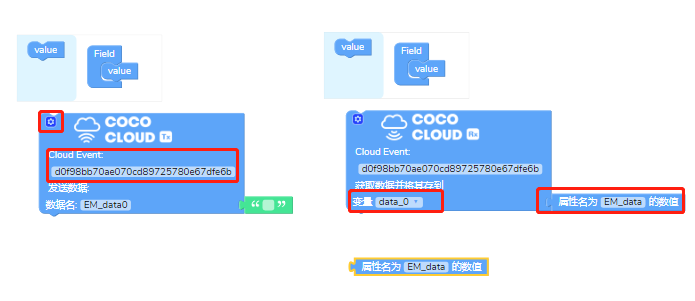 value
Field
value
COCO
CLOUD Tx
Cloud Event:
d0f98bb70ae070cd89725780e67dfe6b
发送数据:
数据名: EM_data0 “ ”
value
Field
value
COCO
CLOUD Rx
Cloud Event:
d0f98bb70ae070cd89725780e67dfe6b
获取数据并将其存到
变量 data_0
属性名为 EM_data 的数值
属性名为 EM_data 的数值